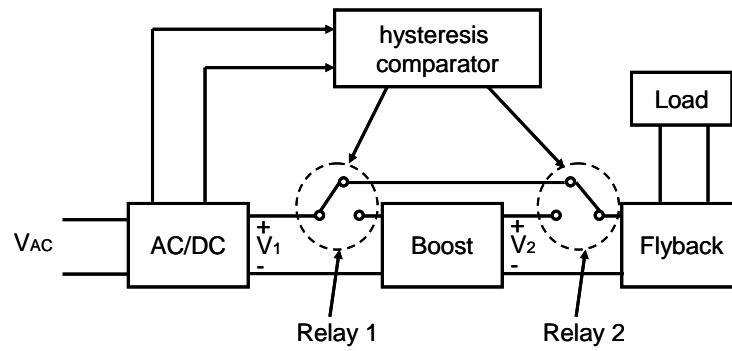 hysteresis
comparator
Load
VAC
AC/DC
+
V1
-
Boost
+
V2
-
Flyback
Relay 1
Relay 2